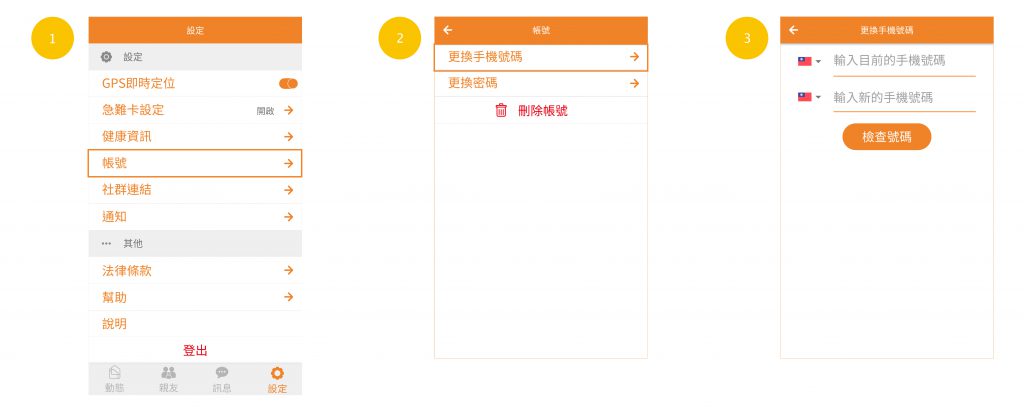 1
設定
設定
GPS即時定位
急難卡設定 開啟
健康資訊
帳號
社群連結
通知
其他
法律條款
幫助
說明
登出
動態 親友 訊息 設定
2
帳號
更換手機號碼
更換密碼
刪除帳號
3
更換手機號碼
輸入目前的手機號碼
輸入新的手機號碼
檢查號碼